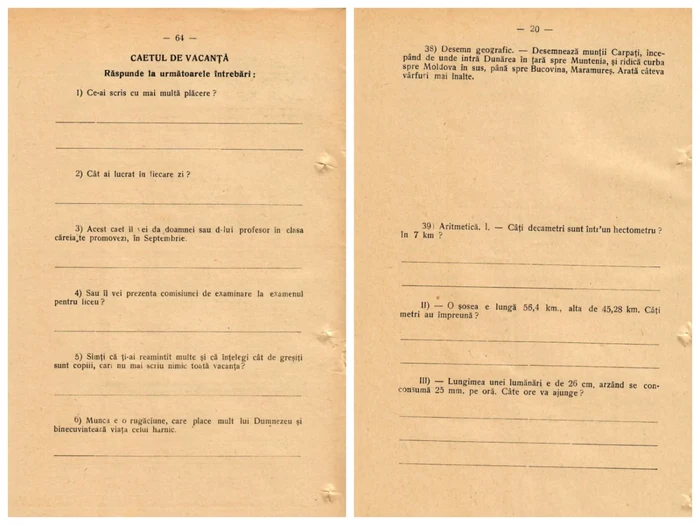 — 64 —
CAETUL DE VACANȚĂ
Răspunde la următoarele întrebări :
1) Ce-ai scris cu mai multă plăcere ?
2) Cât ai lucrat în fiecare zi ?
3) Acest caet îl vei da doamnei sau d-lui profesor în clasa
căreia te promovezi, în Septembrie.
4) Sau îl vei prezenta comisiunei de examinare la examenul
pentru liceu ?
5) Simți că ți-ai reamintit multe și că înțelegi cât de greșiți
sunt copiii, cari nu mai scriu nimic toată vacanța ?
6) Munca e o rugăciune, care place mult lui Dumnezeu și
binecuvintează viața celui harnic.
— 20 —
38) Desemn geografic. — Desemnează munții Carpați, înce-
pând de unde intră Dunărea în țară spre Muntenia, și ridică curba
spre Moldova în sus, până spre Bucovina, Maramureș. Arată câteva
vârfuri mai înalte.
39) Aritmetică. I. — Câți decametri sunt într'un hectometru ?
În 7 km ?
II) — O șosea e lungă 56,4 km., alta de 45,28 km. Câți
metri au împreună ?
III) — Lungimea unei lumânări e de 26 cm, arzând se con-
consumă 25 mm. pe oră. Câte ore va ajunge ?